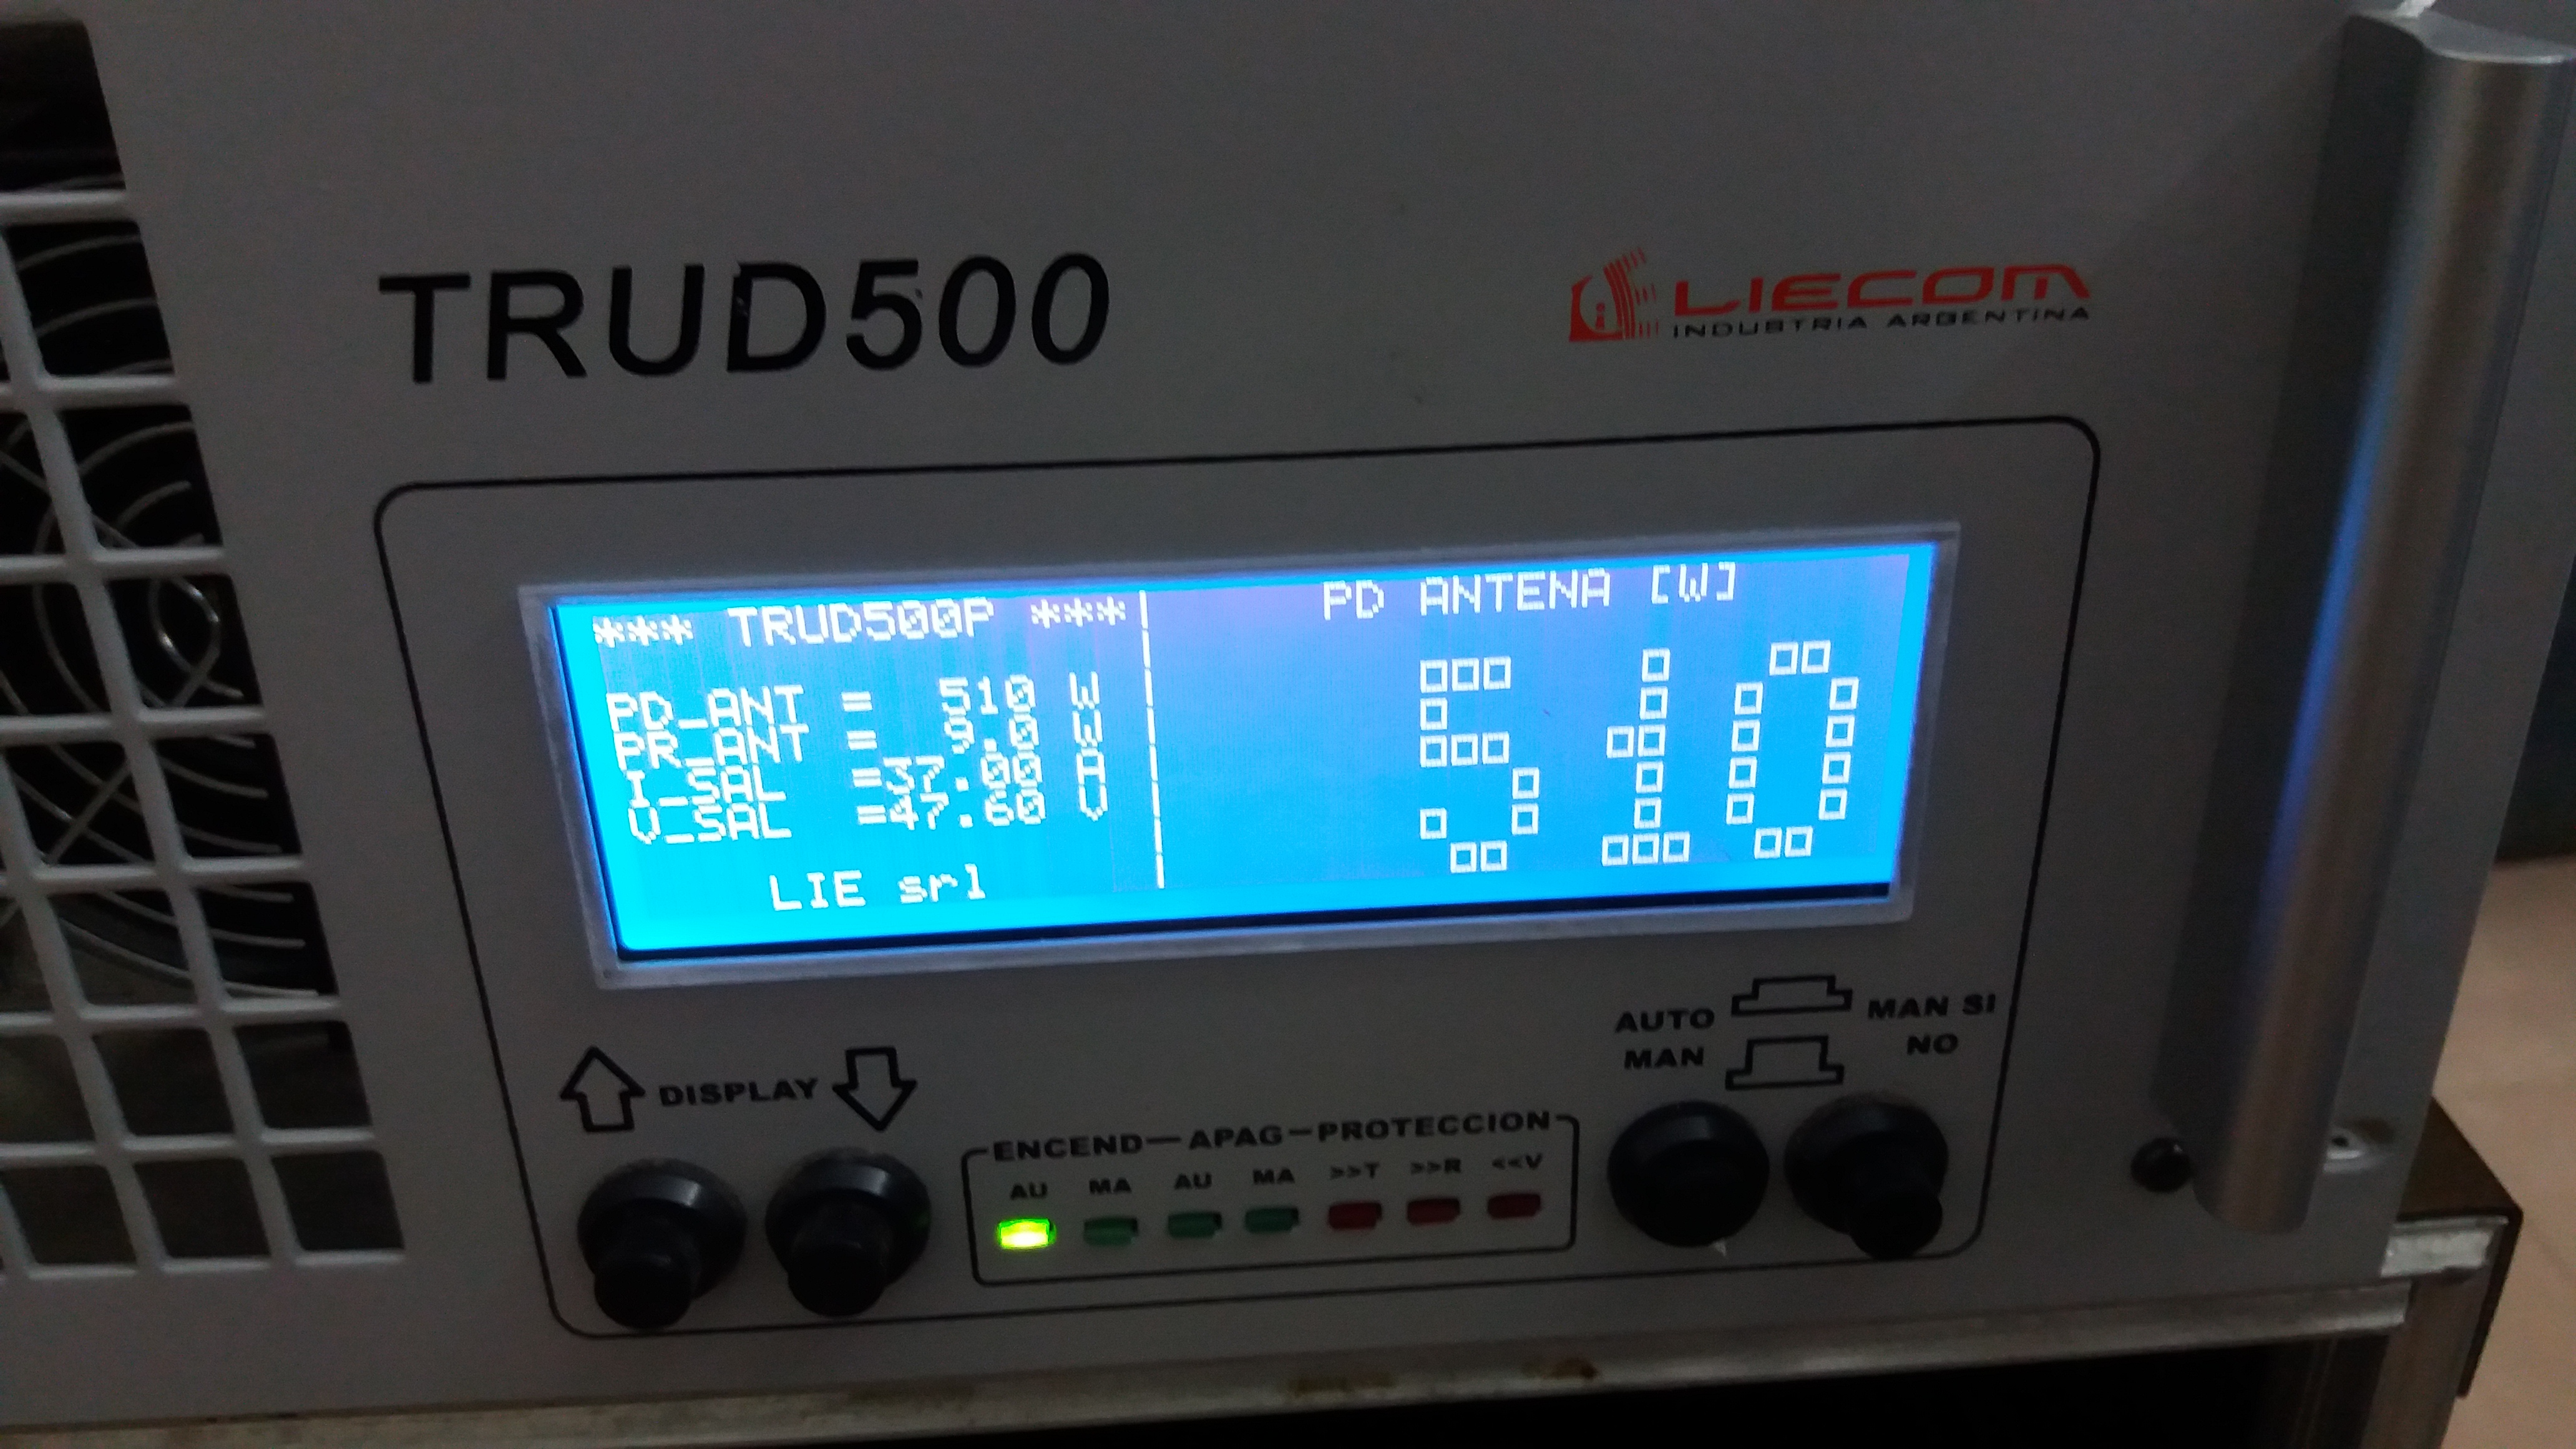 TRUD500
LIECOM
INDUSTRIA ARGENTINA
*** TRUD500P ***
PD_ANT = 510 W
PR_ANT = 9.0 W
I_SAL =37.00 A
V_SAL =47.60 V
LIE srl
PD ANTENA [W]
510
AUTO MAN SI
MAN NO
DISPLAY
ENCEND APAG PROTECCION
AU MA AU MA >>T >>R <<V